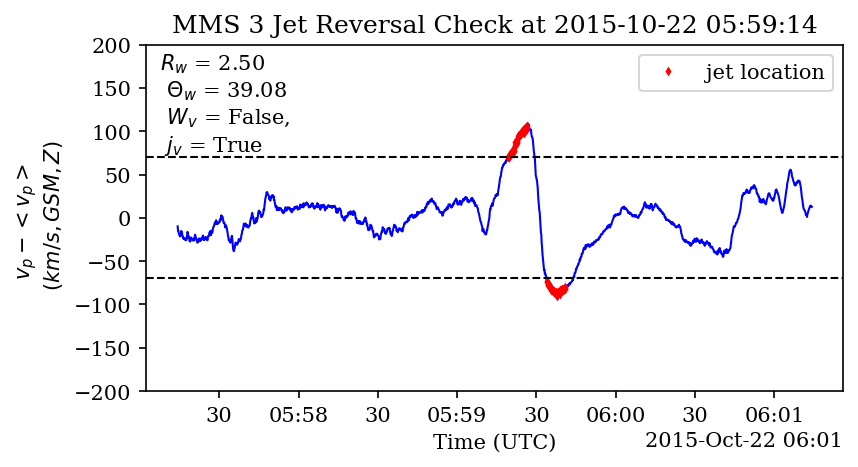 MMS 3 Jet Reversal Check at 2015-10-22 05:59:14
R_w = 2.50
Θ_w = 39.08
W_v = False,
j_v = True
jet location
v_p − < v_p >
(km/s, GSM, Z)
200
150
100
50
0
−50
−100
−150
−200
30 05:58 30 05:59 30 06:00 30 06:01
Time (UTC)
2015-Oct-22 06:01